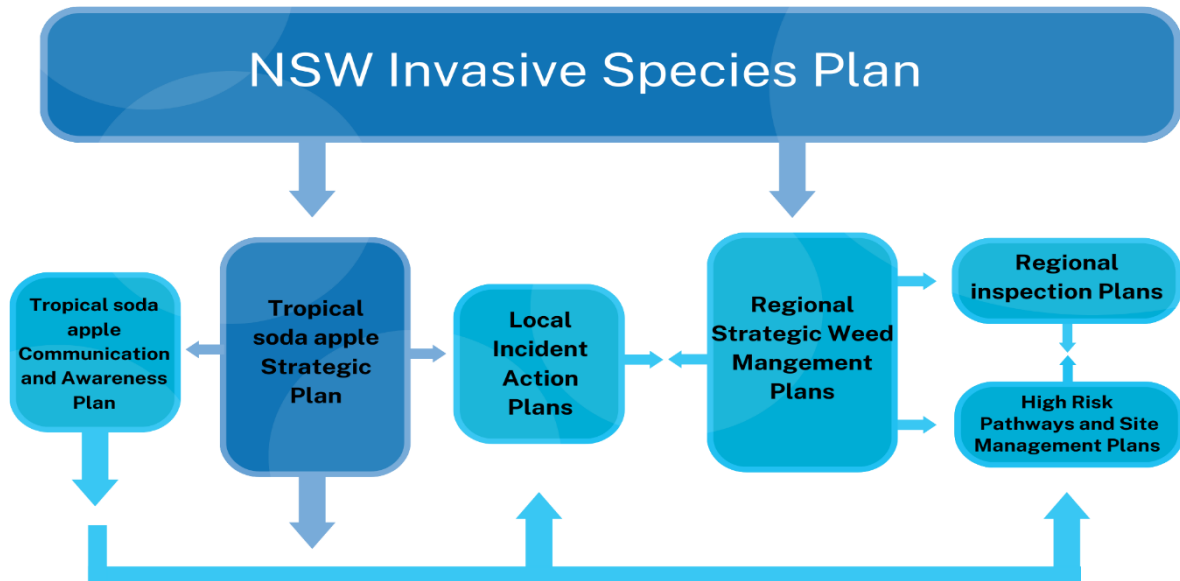 NSW Invasive Species Plan
Tropical soda
apple
Communication
and Awareness
Plan
Tropical
soda apple
Strategic
Plan
Local
Incident
Action
Plans
Regional
Strategic Weed
Mangement
Plans
Regional
inspection Plans
High Risk
Pathways and Site
Management Plans